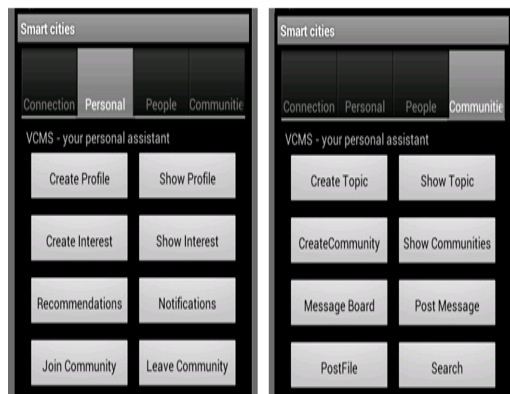 Smart cities
Connection Personal People Communitie
VCMS - your personal assistant
Create Profile Show Profile
Create Interest Show Interest
Recommendations Notifications
Join Community Leave Community
Smart cities
Connection Personal People Communitie
VCMS - your personal assistant
Create Topic Show Topic
CreateCommunity Show Communities
Message Board Post Message
PostFile Search